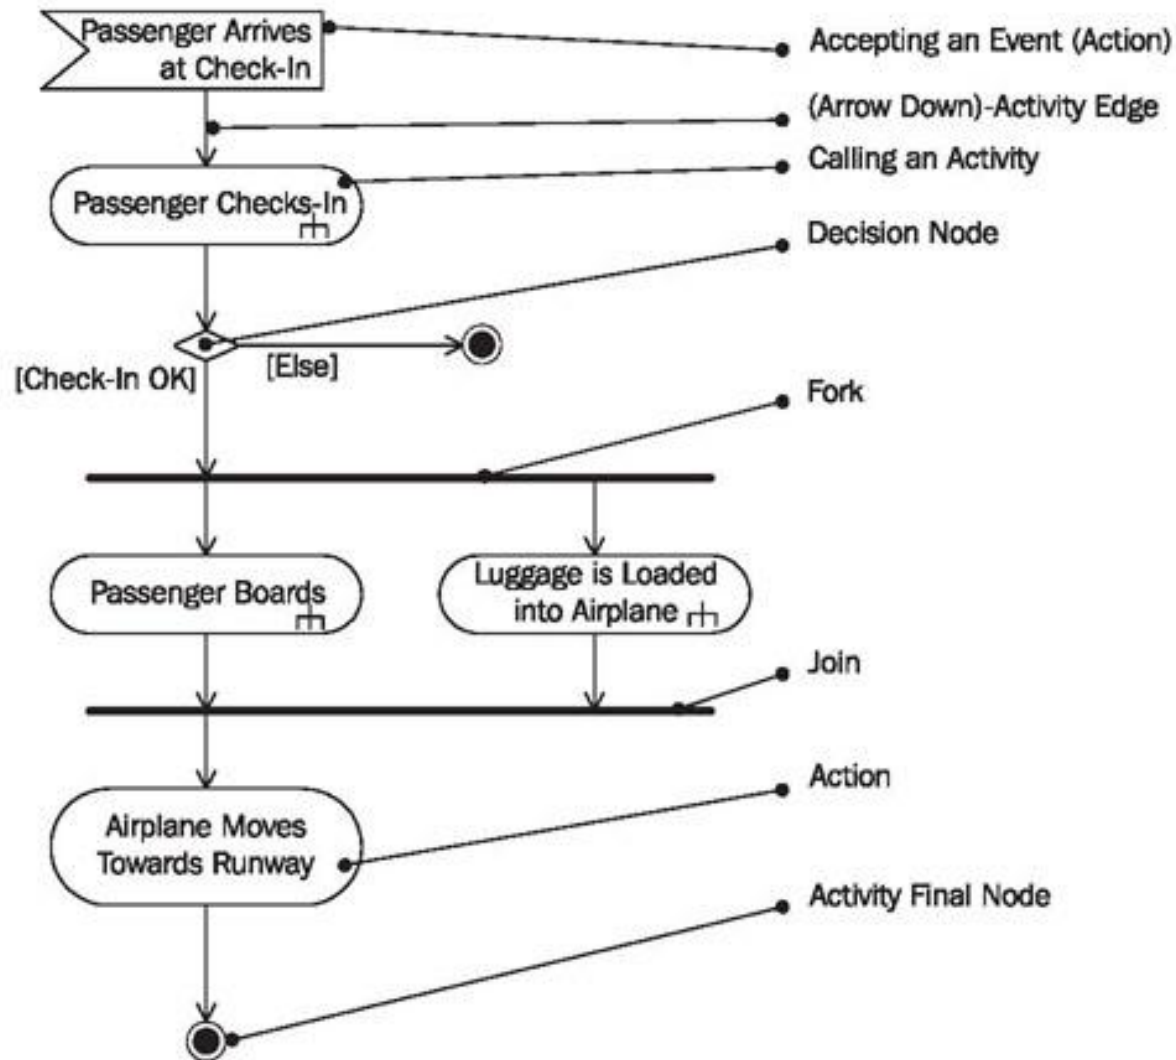 Passenger Arrives
at Check-In
Accepting an Event (Action)
(Arrow Down)-Activity Edge
Calling an Activity
Passenger Checks-In
Decision Node
[Check-In OK]
[Else]
Fork
Passenger Boards
Luggage is Loaded
into Airplane
Join
Action
Airplane Moves
Towards Runway
Activity Final Node